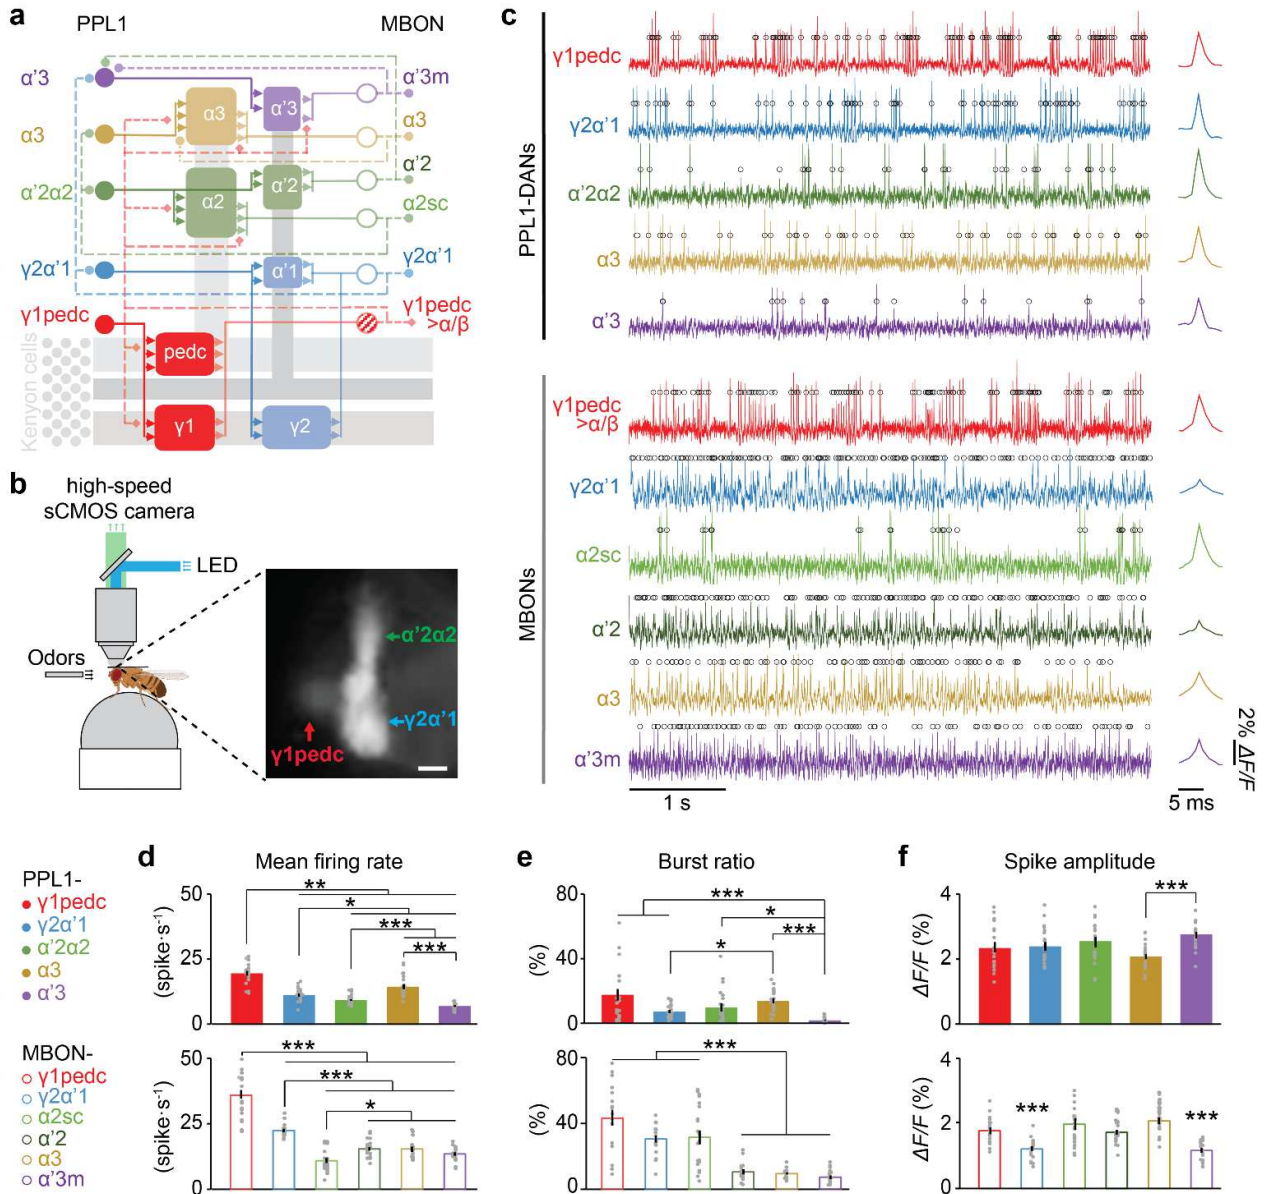 a
PPL1
MBON
α'3
α3
α'2α2
γ2α'1
γ1pedc
α3
α'3
α2
α'2
α'1
pedc
γ1
γ2
α'3m
α3
α'2
α2sc
γ2α'1
γ1pedc
>α/β
Kenyon cells
b
high-speed
sCMOS camera
LED
Odors
α'2α2
γ2α'1
γ1pedc
c
PPL1-DANs
γ1pedc
γ2α'1
α'2α2
α3
α'3
MBONs
γ1pedc
>α/β
γ2α'1
α2sc
α'2
α3
α'3m
1 s
5 ms
2% ΔF/F
PPL1-
γ1pedc
γ2α'1
α'2α2
α3
α'3
MBON-
γ1pedc
γ2α'1
α2sc
α'2
α3
α'3m
d
Mean firing rate
(spike·s⁻¹)
50
25
0
**
*
***
***
(spike·s⁻¹)
50
25
0
***
***
*
e
Burst ratio
(%)
80
40
0
***
*
***
*
(%)
80
40
0
***
f
Spike amplitude
ΔF/F (%)
4
2
0
***
ΔF/F (%)
4
2
0
***
***